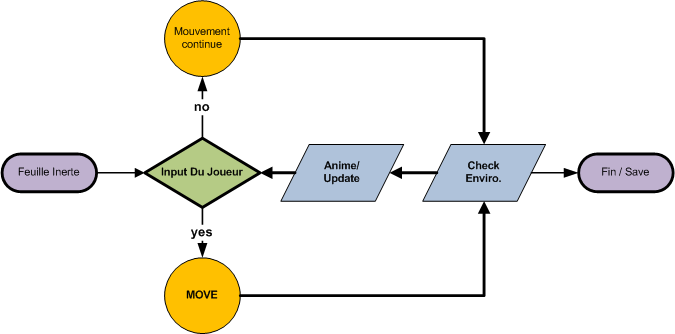 Mouvement
continue
no
Feuille Inerte
Input Du Joueur
Anime/
Update
Check
Enviro.
Fin / Save
yes
MOVE